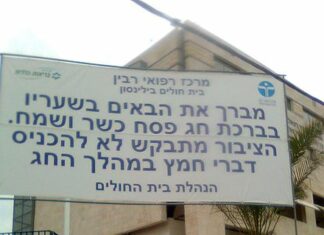 מרכז רפואי רבין
בית חולים בילינסון
מברך את הבאים בשעריו
בברכת חג פסח כשר ושמח.
הציבור מתבקש לא להכניס
דברי חמץ במהלך החג
הנהלת בית החולים